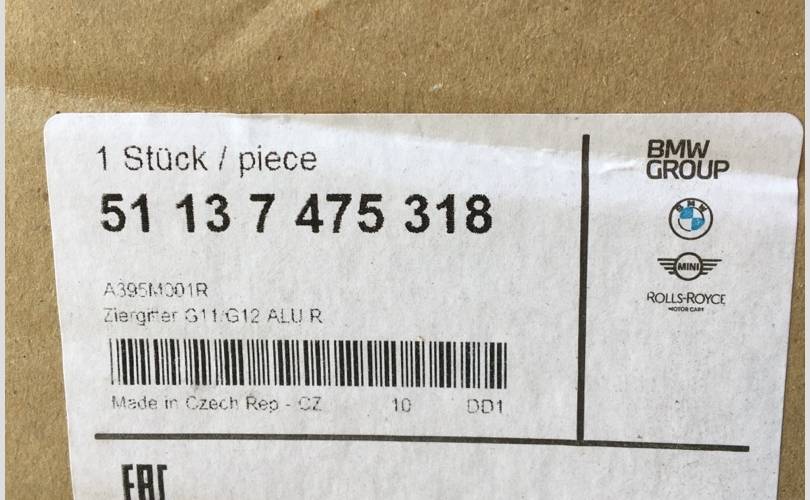 1 Stück / piece
51 13 7 475 318
A395M001R
Ziergitter G11/G12 ALU R
Made in Czech Rep - CZ 10 DD1
EAC
BMW
GROUP
BMW
MINI
ROLLS-ROYCE
MOTOR CARS